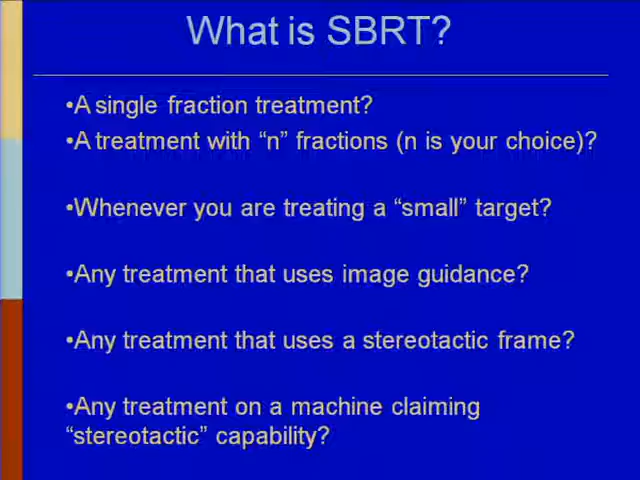 What is SBRT?
•A single fraction treatment?
•A treatment with “n” fractions (n is your choice)?
•Whenever you are treating a “small” target?
•Any treatment that uses image guidance?
•Any treatment that uses a stereotactic frame?
•Any treatment on a machine claiming
“stereotactic” capability?